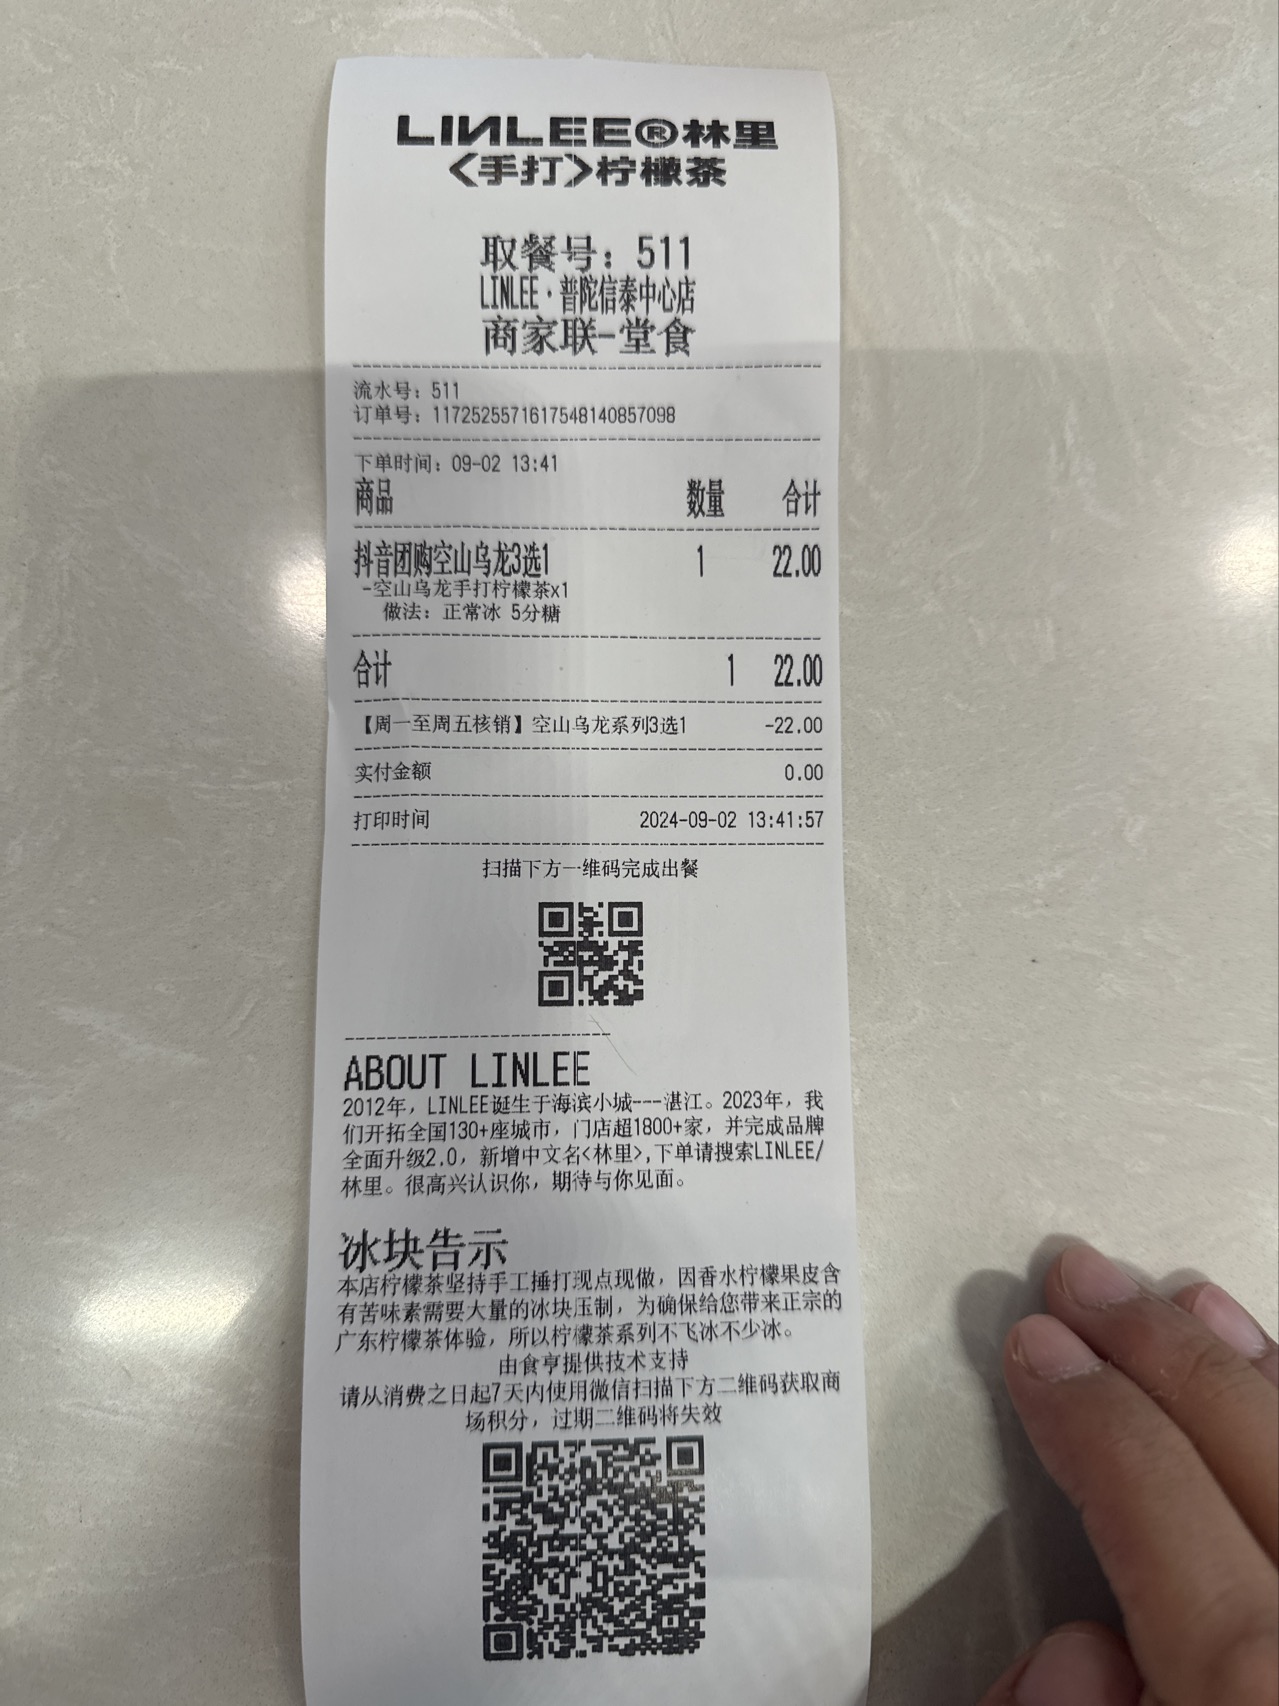 LINLEE®林里
<手打>柠檬茶
取餐号：511
LINLEE·普陀信泰中心店
商家联-堂食
流水号：511
订单号：1172525571617548140857098
下单时间：09-02 13:41
商品 数量 合计
抖音团购空山乌龙3选1 1 22.00
-空山乌龙手打柠檬茶x1
做法：正常冰 5分糖
合计 1 22.00
【周一至周五核销】空山乌龙系列3选1 -22.00
实付金额 0.00
打印时间 2024-09-02 13:41:57
扫描下方一维码完成出餐
ABOUT LINLEE
2012年，LINLEE诞生于海滨小城---湛江。2023年，我
们开拓全国130+座城市，门店超1800+家，并完成品牌
全面升级2.0，新增中文名<林里>,下单请搜索LINLEE/
林里。很高兴认识你，期待与你见面。
冰块告示
本店柠檬茶坚持手工捶打现点现做，因香水柠檬果皮含
有苦味素需要大量的冰块压制，为确保给您带来正宗的
广东柠檬茶体验，所以柠檬茶系列不飞冰不少冰。
由食亨提供技术支持
请从消费之日起7天内使用微信扫描下方二维码获取商
场积分，过期二维码将失效